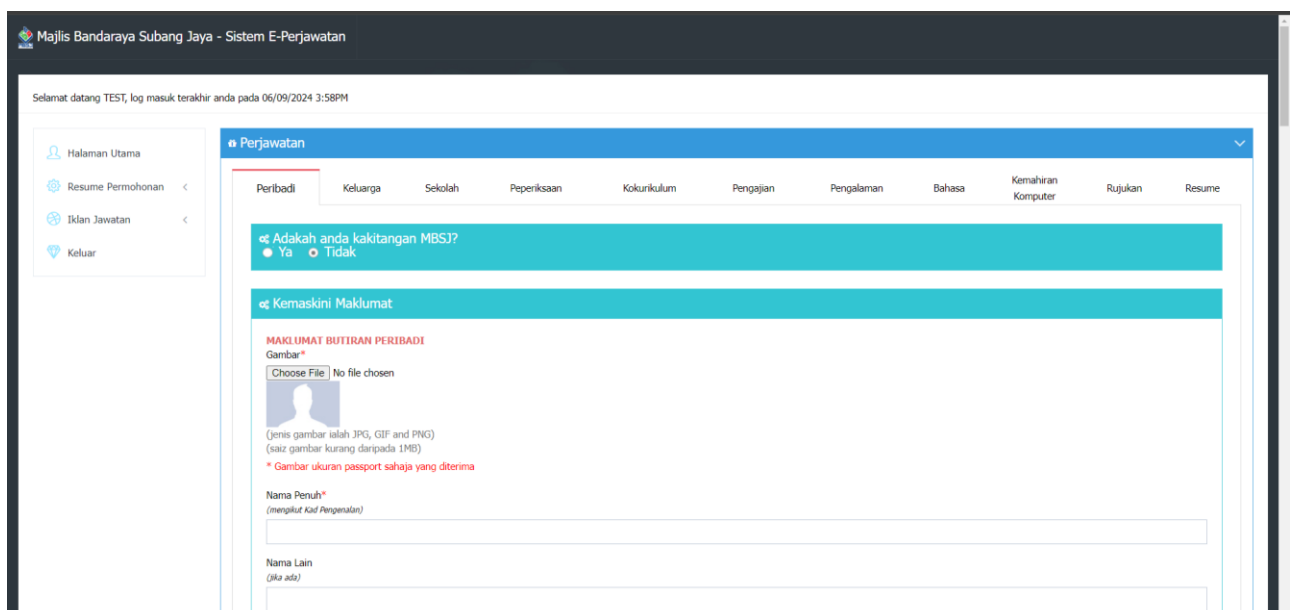 Majlis Bandaraya Subang Jaya - Sistem E-Perjawatan
Selamat datang TEST, log masuk terakhir anda pada 06/09/2024 3:58PM
Halaman Utama
Resume Permohonan
Iklan Jawatan
Keluar
Perjawatan
Peribadi Keluarga Sekolah Peperiksaan Kokurikulum Pengajian Pengalaman Bahasa Kemahiran Komputer Rujukan Resume
Adakah anda kakitangan MBSJ?
Ya Tidak
Kemaskini Maklumat
MAKLUMAT BUTIRAN PERIBADI
Gambar*
Choose File No file chosen
(jenis gambar ialah JPG, GIF and PNG)
(saiz gambar kurang daripada 1MB)
* Gambar ukuran passport sahaja yang diterima
Nama Penuh*
(mengikut Kad Pengenalan)
Nama Lain
(jika ada)